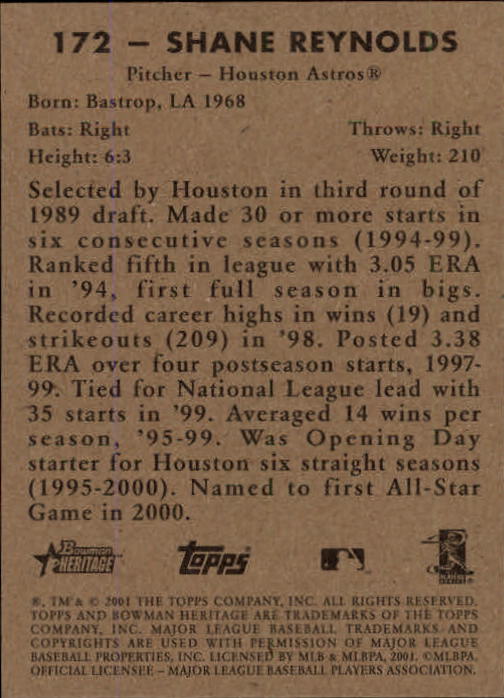 172 – SHANE REYNOLDS
Pitcher – Houston Astros®
Born: Bastrop, LA 1968
Bats: Right Throws: Right
Height: 6:3 Weight: 210
Selected by Houston in third round of
1989 draft. Made 30 or more starts in
six consecutive seasons (1994-99).
Ranked fifth in league with 3.05 ERA
in '94, first full season in bigs.
Recorded career highs in wins (19) and
strikeouts (209) in '98. Posted 3.38
ERA over four postseason starts, 1997-
99. Tied for National League lead with
35 starts in '99. Averaged 14 wins per
season, '95-99. Was Opening Day
starter for Houston six straight seasons
(1995-2000). Named to first All-Star
Game in 2000.
Bowman HERITAGE Topps
®, TM & © 2001 THE TOPPS COMPANY, INC. ALL RIGHTS RESERVED.
TOPPS AND BOWMAN HERITAGE ARE TRADEMARKS OF THE TOPPS
COMPANY, INC. MAJOR LEAGUE BASEBALL TRADEMARKS AND
COPYRIGHTS ARE USED WITH PERMISSION OF MAJOR LEAGUE
BASEBALL PROPERTIES, INC. LICENSED BY MLB & MLBPA, 2001. ©MLBPA
OFFICIAL LICENSEE – MAJOR LEAGUE BASEBALL PLAYERS ASSOCIATION.